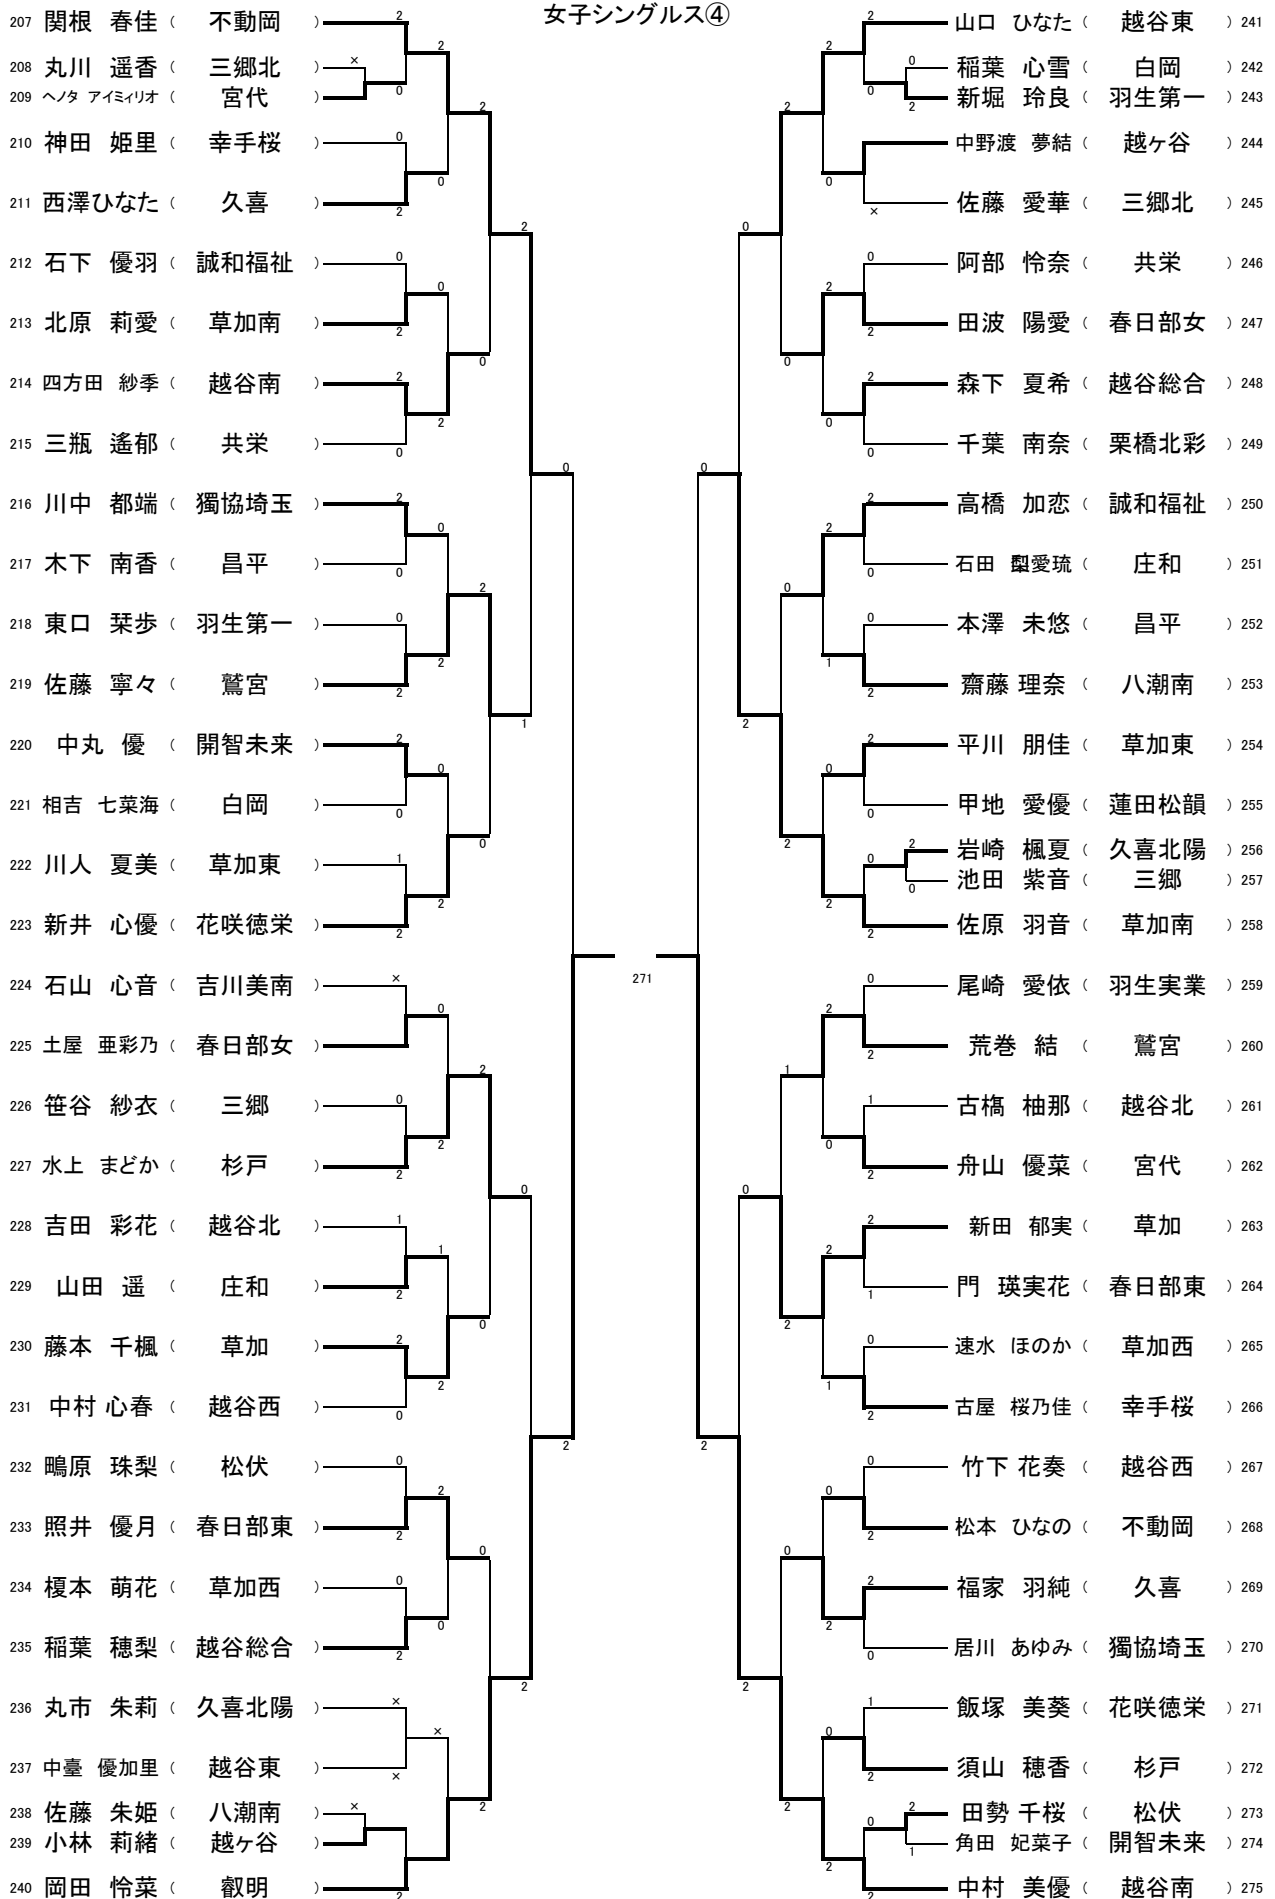 女子シングルス④
207 関根 春佳 ( 不動岡 )
208 丸川 遥香 ( 三郷北 )
209 ヘノタ アイミィリオ ( 宮代 )
210 神田 姫里 ( 幸手桜 )
211 西澤ひなた ( 久喜 )
212 石下 優羽 ( 誠和福祉 )
213 北原 莉愛 ( 草加南 )
214 四方田 紗季 ( 越谷南 )
215 三瓶 遙郁 ( 共栄 )
216 川中 都端 ( 獨協埼玉 )
217 木下 南香 ( 昌平 )
218 東口 栞歩 ( 羽生第一 )
219 佐藤 寧々 ( 鷲宮 )
220 中丸 優 ( 開智未来 )
221 相吉 七菜海 ( 白岡 )
222 川人 夏美 ( 草加東 )
223 新井 心優 ( 花咲徳栄 )
224 石山 心音 ( 吉川美南 )
225 土屋 亜彩乃 ( 春日部女 )
226 笹谷 紗衣 ( 三郷 )
227 水上 まどか ( 杉戸 )
228 吉田 彩花 ( 越谷北 )
229 山田 遥 ( 庄和 )
230 藤本 千楓 ( 草加 )
231 中村 心春 ( 越谷西 )
232 鴫原 珠梨 ( 松伏 )
233 照井 優月 ( 春日部東 )
234 榎本 萌花 ( 草加西 )
235 稲葉 穂梨 ( 越谷総合 )
236 丸市 朱莉 ( 久喜北陽 )
237 中臺 優加里 ( 越谷東 )
238 佐藤 朱姫 ( 八潮南 )
239 小林 莉緒 ( 越ヶ谷 )
240 岡田 怜菜 ( 叡明 )
271
山口 ひなた ( 越谷東 ) 241
稲葉 心雪 ( 白岡 ) 242
新堀 玲良 ( 羽生第一 ) 243
中野渡 夢結 ( 越ヶ谷 ) 244
佐藤 愛華 ( 三郷北 ) 245
阿部 怜奈 ( 共栄 ) 246
田波 陽愛 ( 春日部女 ) 247
森下 夏希 ( 越谷総合 ) 248
千葉 南奈 ( 栗橋北彩 ) 249
高橋 加恋 ( 誠和福祉 ) 250
石田 梨愛琉 ( 庄和 ) 251
本澤 未悠 ( 昌平 ) 252
齋藤 理奈 ( 八潮南 ) 253
平川 朋佳 ( 草加東 ) 254
甲地 愛優 ( 蓮田松韻 ) 255
岩崎 楓夏 ( 久喜北陽 ) 256
池田 紫音 ( 三郷 ) 257
佐原 羽音 ( 草加南 ) 258
尾崎 愛依 ( 羽生実業 ) 259
荒巻 結 ( 鷲宮 ) 260
古檇 柚那 ( 越谷北 ) 261
舟山 優菜 ( 宮代 ) 262
新田 郁実 ( 草加 ) 263
門 瑛実花 ( 春日部東 ) 264
速水 ほのか ( 草加西 ) 265
古屋 桜乃佳 ( 幸手桜 ) 266
竹下 花奏 ( 越谷西 ) 267
松本 ひなの ( 不動岡 ) 268
福家 羽純 ( 久喜 ) 269
居川 あゆみ ( 獨協埼玉 ) 270
飯塚 美葵 ( 花咲徳栄 ) 271
須山 穂香 ( 杉戸 ) 272
田勢 千桜 ( 松伏 ) 273
角田 妃菜子 ( 開智未来 ) 274
中村 美優 ( 越谷南 ) 275